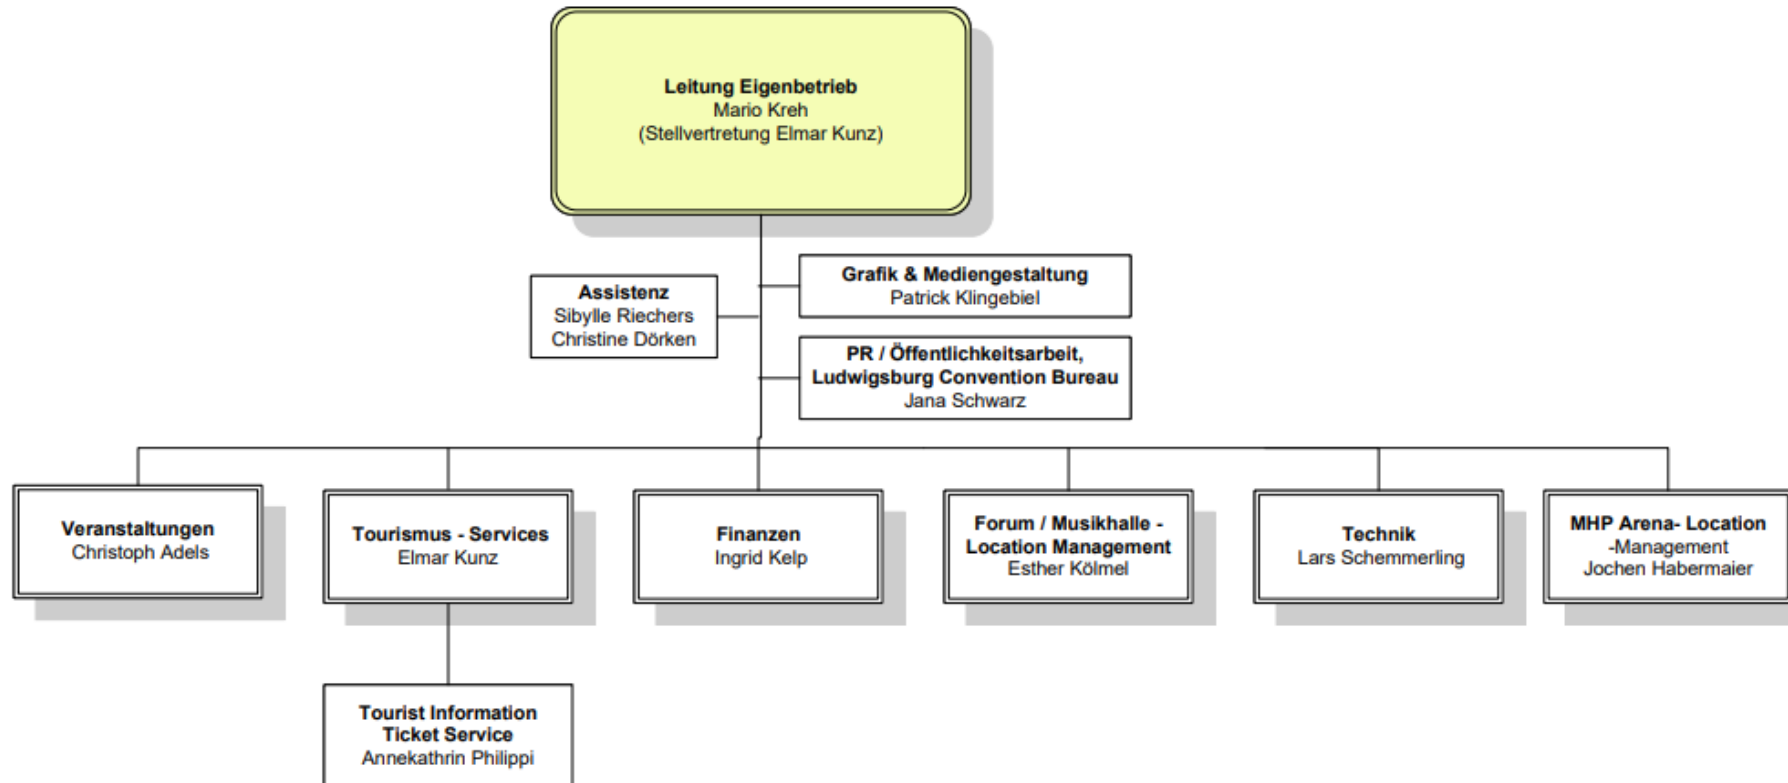 Leitung Eigenbetrieb
Mario Kreh
(Stellvertretung Elmar Kunz)
Assistenz
Sibylle Riechers
Christine Dörken
Grafik & Mediengestaltung
Patrick Klingebiel
PR / Öffentlichkeitsarbeit,
Ludwigsburg Convention Bureau
Jana Schwarz
Veranstaltungen
Christoph Adels
Tourismus - Services
Elmar Kunz
Finanzen
Ingrid Kelp
Forum / Musikhalle -
Location Management
Esther Kölmel
Technik
Lars Schemmerling
MHP Arena- Location
-Management
Jochen Habermaier
Tourist Information
Ticket Service
Annekathrin Philippi